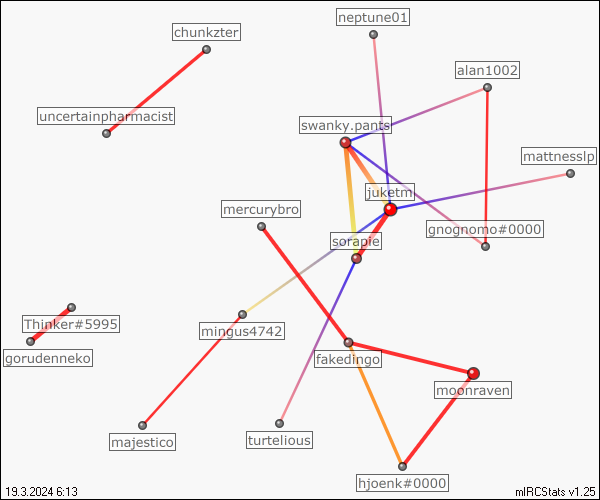 neptune01
chunkzter
alan1002
uncertainpharmacist
swanky.pants
mattnesslp
juketm
mercurybro
gnognomo#0000
sorapie
Thinker#5995
mingus4742
gorudenneko
fakedingo
moonraven
majestico
turtelious
hjoenk#0000
19.3.2024 6:13
mIRCStats v1.25